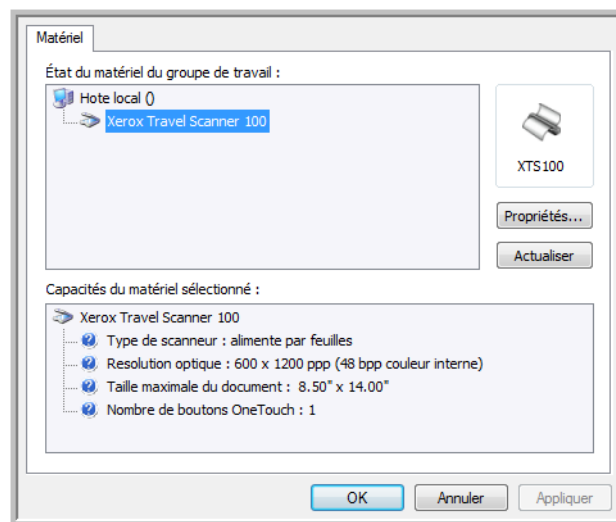 Matériel
État du matériel du groupe de travail :
Hote local ()
Xerox Travel Scanner 100
XTS100
Propriétés...
Actualiser
Capacités du matériel sélectionné :
Xerox Travel Scanner 100
Type de scanneur : alimente par feuilles
Resolution optique : 600 x 1200 ppp (48 bpp couleur interne)
Taille maximale du document : 8.50" x 14.00"
Nombre de boutons OneTouch : 1
OK Annuler Appliquer